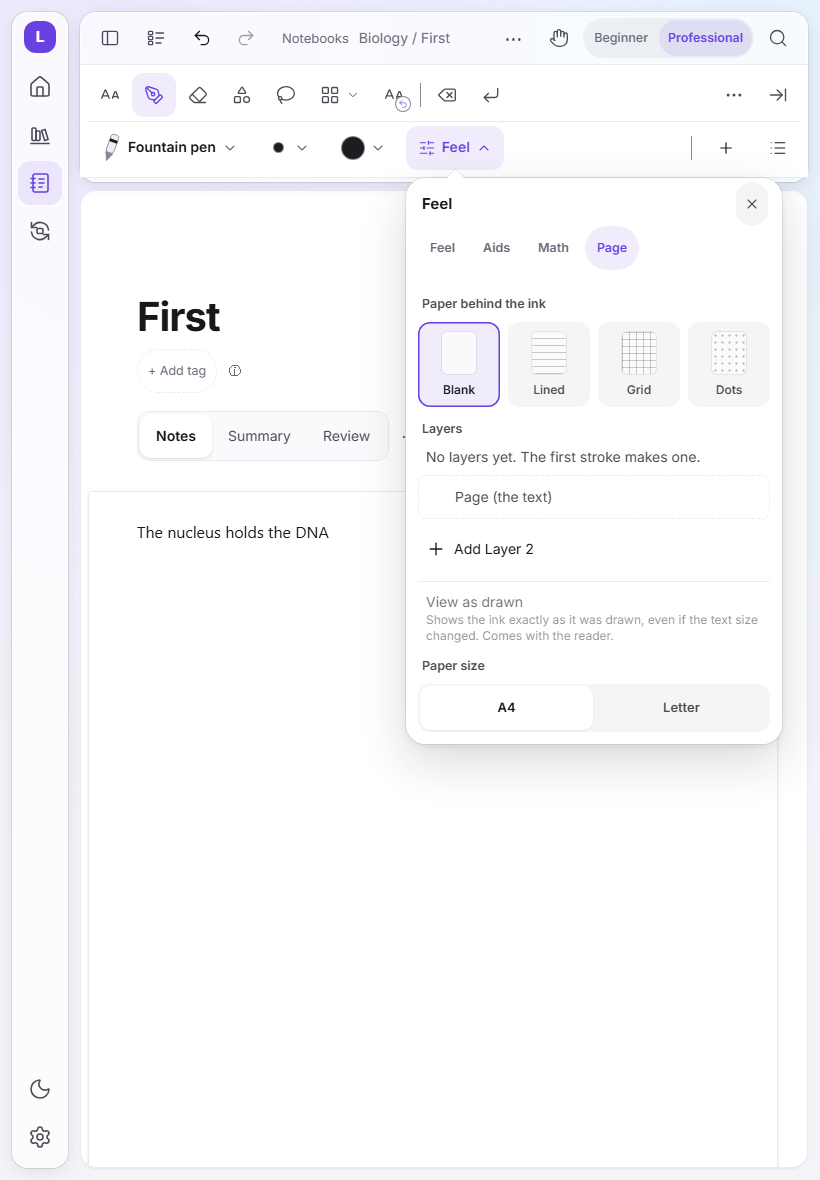 L
Notebooks Biology / First
Beginner Professional
AA
AA
Fountain pen
Feel
Feel
Feel Aids Math Page
First
+ Add tag
Notes Summary Review
The nucleus holds the DNA
Paper behind the ink
Blank Lined Grid Dots
Layers
No layers yet. The first stroke makes one.
Page (the text)
Add Layer 2
View as drawn
Shows the ink exactly as it was drawn, even if the text size
changed. Comes with the reader.
Paper size
A4 Letter